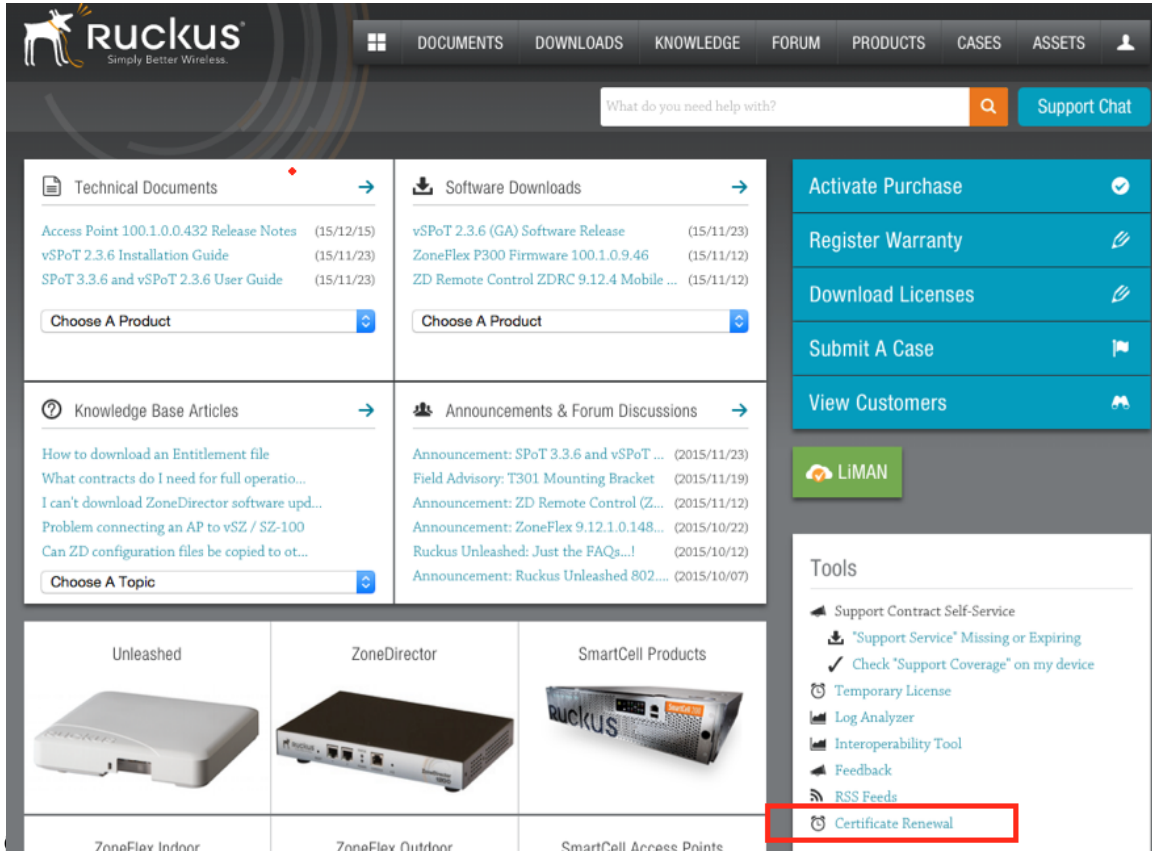 Ruckus
Simply Better Wireless.
DOCUMENTS
DOWNLOADS
KNOWLEDGE
FORUM
PRODUCTS
CASES
ASSETS
What do you need help with?
Support Chat
Technical Documents
Access Point 100.1.0.0.432 Release Notes (15/12/15)
vSPoT 2.3.6 Installation Guide (15/11/23)
SPoT 3.3.6 and vSPoT 2.3.6 User Guide (15/11/23)
Choose A Product
Software Downloads
vSPoT 2.3.6 (GA) Software Release (15/11/23)
ZoneFlex P300 Firmware 100.1.0.9.46 (15/11/12)
ZD Remote Control ZDRC 9.12.4 Mobile ... (15/11/12)
Choose A Product
Activate Purchase
Register Warranty
Download Licenses
Submit A Case
View Customers
Knowledge Base Articles
How to download an Entitlement file
What contracts do I need for full operatio...
I can't download ZoneDirector software upd...
Problem connecting an AP to vSZ / SZ-100
Can ZD configuration files be copied to ot...
Choose A Topic
Announcements & Forum Discussions
Announcement: SPoT 3.3.6 and vSPoT ... (2015/11/23)
Field Advisory: T301 Mounting Bracket (2015/11/19)
Announcement: ZD Remote Control (Z... (2015/11/12)
Announcement: ZoneFlex 9.12.1.0.148... (2015/10/22)
Ruckus Unleashed: Just the FAQs...! (2015/10/12)
Announcement: Ruckus Unleashed 802.... (2015/10/07)
LiMAN
Tools
Support Contract Self-Service
"Support Service" Missing or Expiring
Check "Support Coverage" on my device
Temporary License
Log Analyzer
Interoperability Tool
Feedback
RSS Feeds
Certificate Renewal
Unleashed
ZoneDirector
SmartCell Products
RUCKUS
Ruckus
ZoneFlex Indoor
ZoneFlex Outdoor
SmartCell Access Points